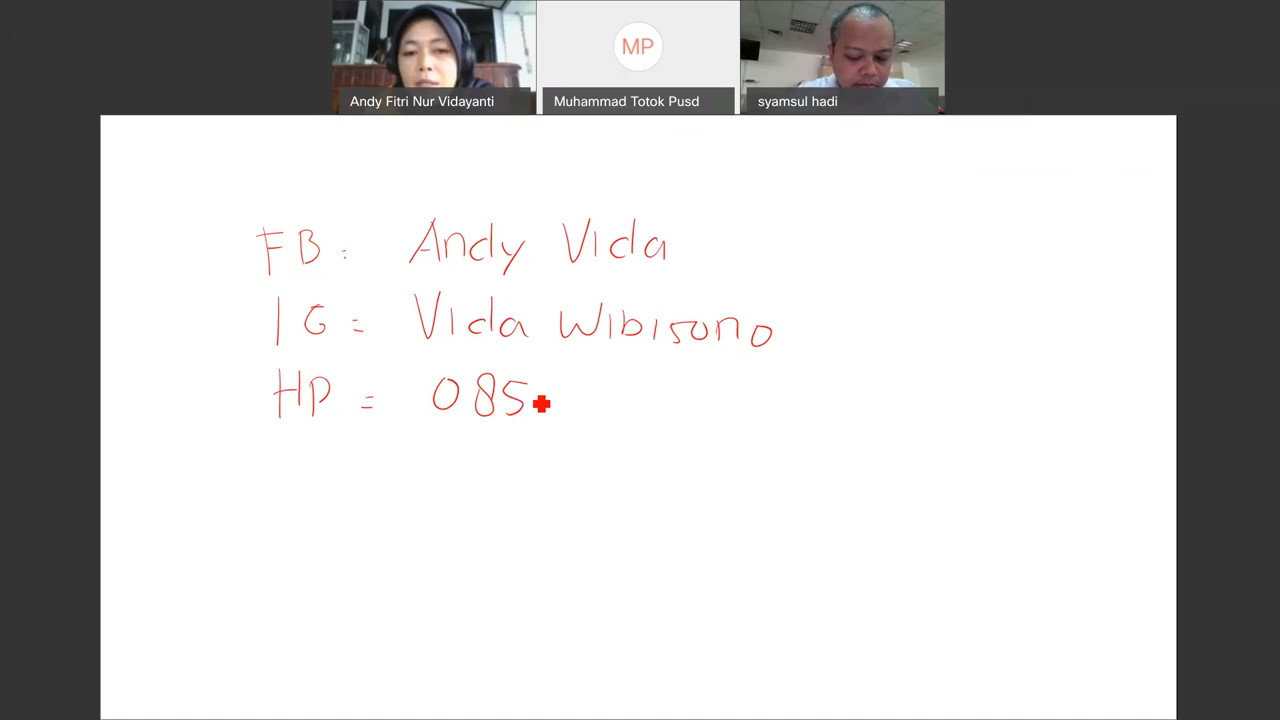 MP
Andy Fitri Nur Vidayanti
Muhammad Totok Pusd
syamsul hadi
FB : Andy Vida
IG = Vida Wibisono
HP = 085